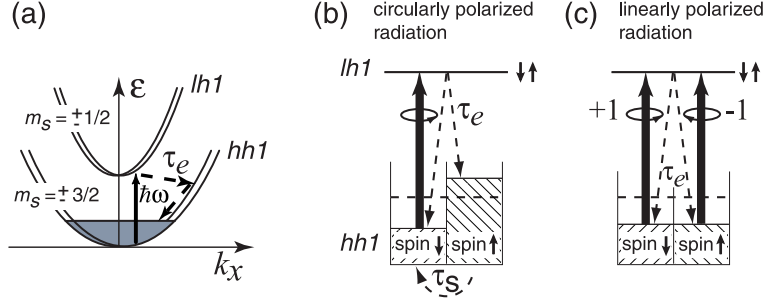 (a)
ε
lh1
m_s = ±1/2
hh1
τ_e
m_s = ±3/2
ħω
k_x
(b)
circularly polarized
radiation
lh1
↓↑
τ_e
hh1
spin ↓
spin ↑
τ_s
(c)
linearly polarized
radiation
↓↑
+1
-1
τ_e
spin ↓
spin ↑